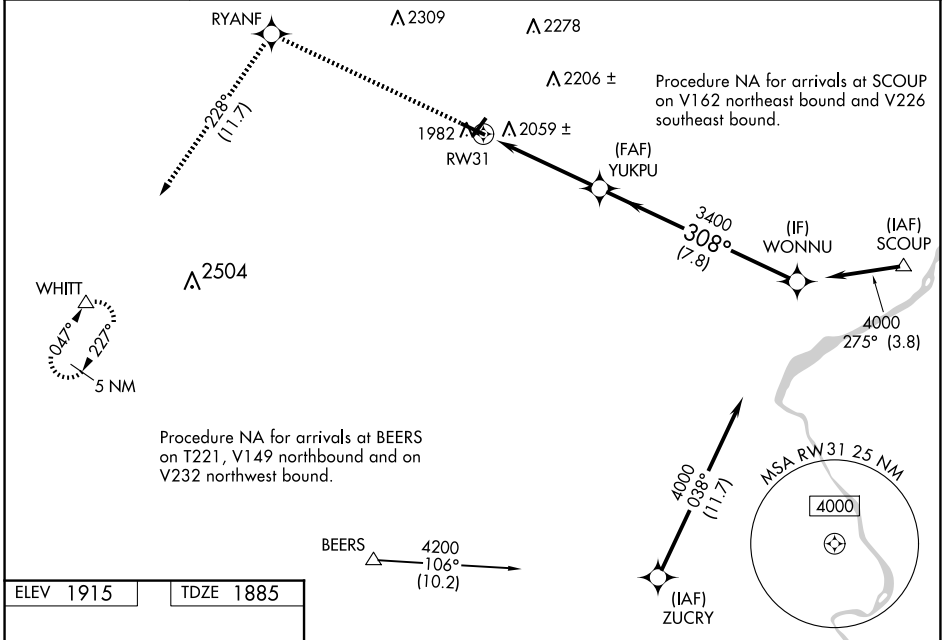 RYANF
2309
2278
2206 ±
Procedure NA for arrivals at SCOUP
on V162 northeast bound and V226
southeast bound.
228°
(11.7)
1982
2059 ±
RW31
(FAF)
YUKPU
3400
308°
(7.8)
(IF)
WONNU
(IAF)
SCOUP
4000
275° (3.8)
2504
WHITT
047°
227°
5 NM
Procedure NA for arrivals at BEERS
on T221, V149 northbound and on
V232 northwest bound.
4000
038°
(11.7)
MSA RW31 25 NM
4000
BEERS
4200
106°
(10.2)
(IAF)
ZUCRY
ELEV 1915
TDZE 1885